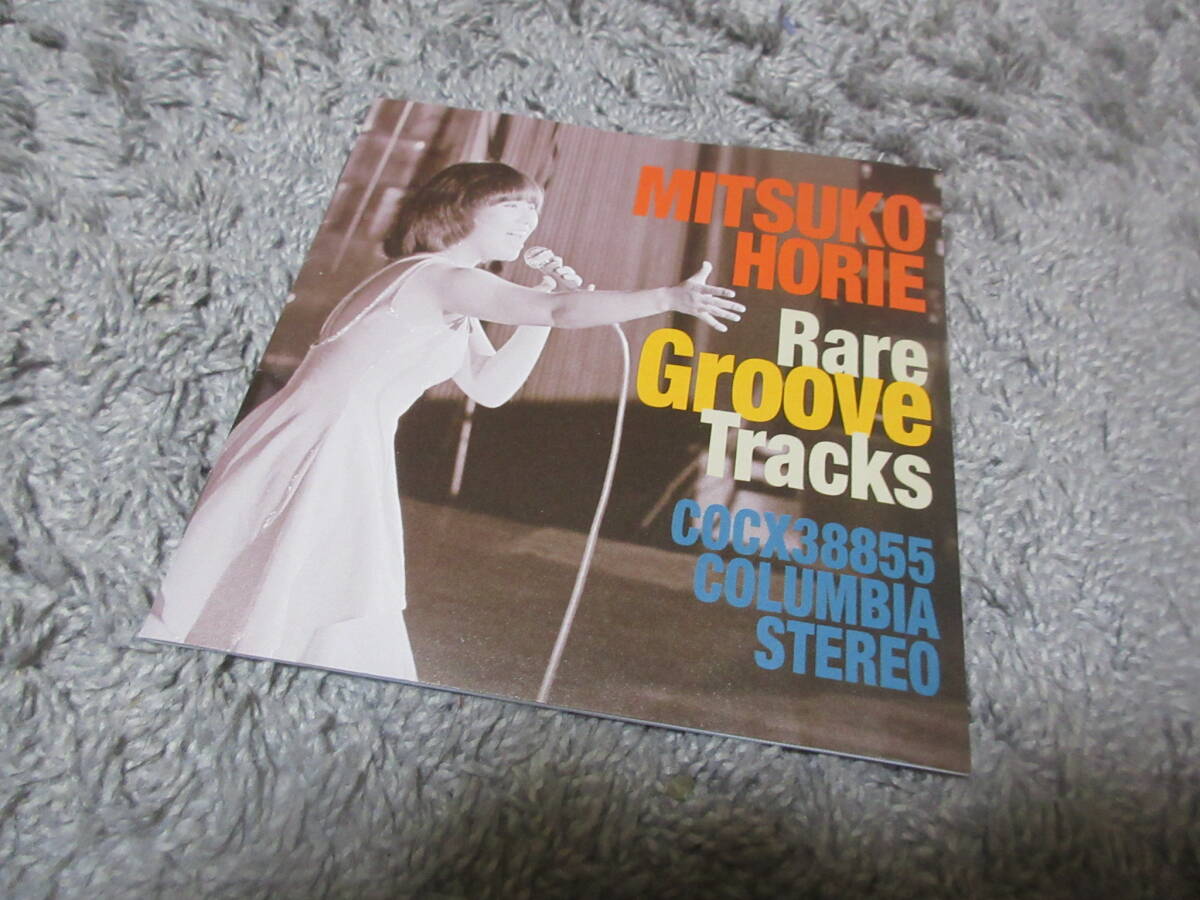 MITSUKO
HORIE
Rare
Groove
Tracks
COCX38855
COLUMBIA
STEREO